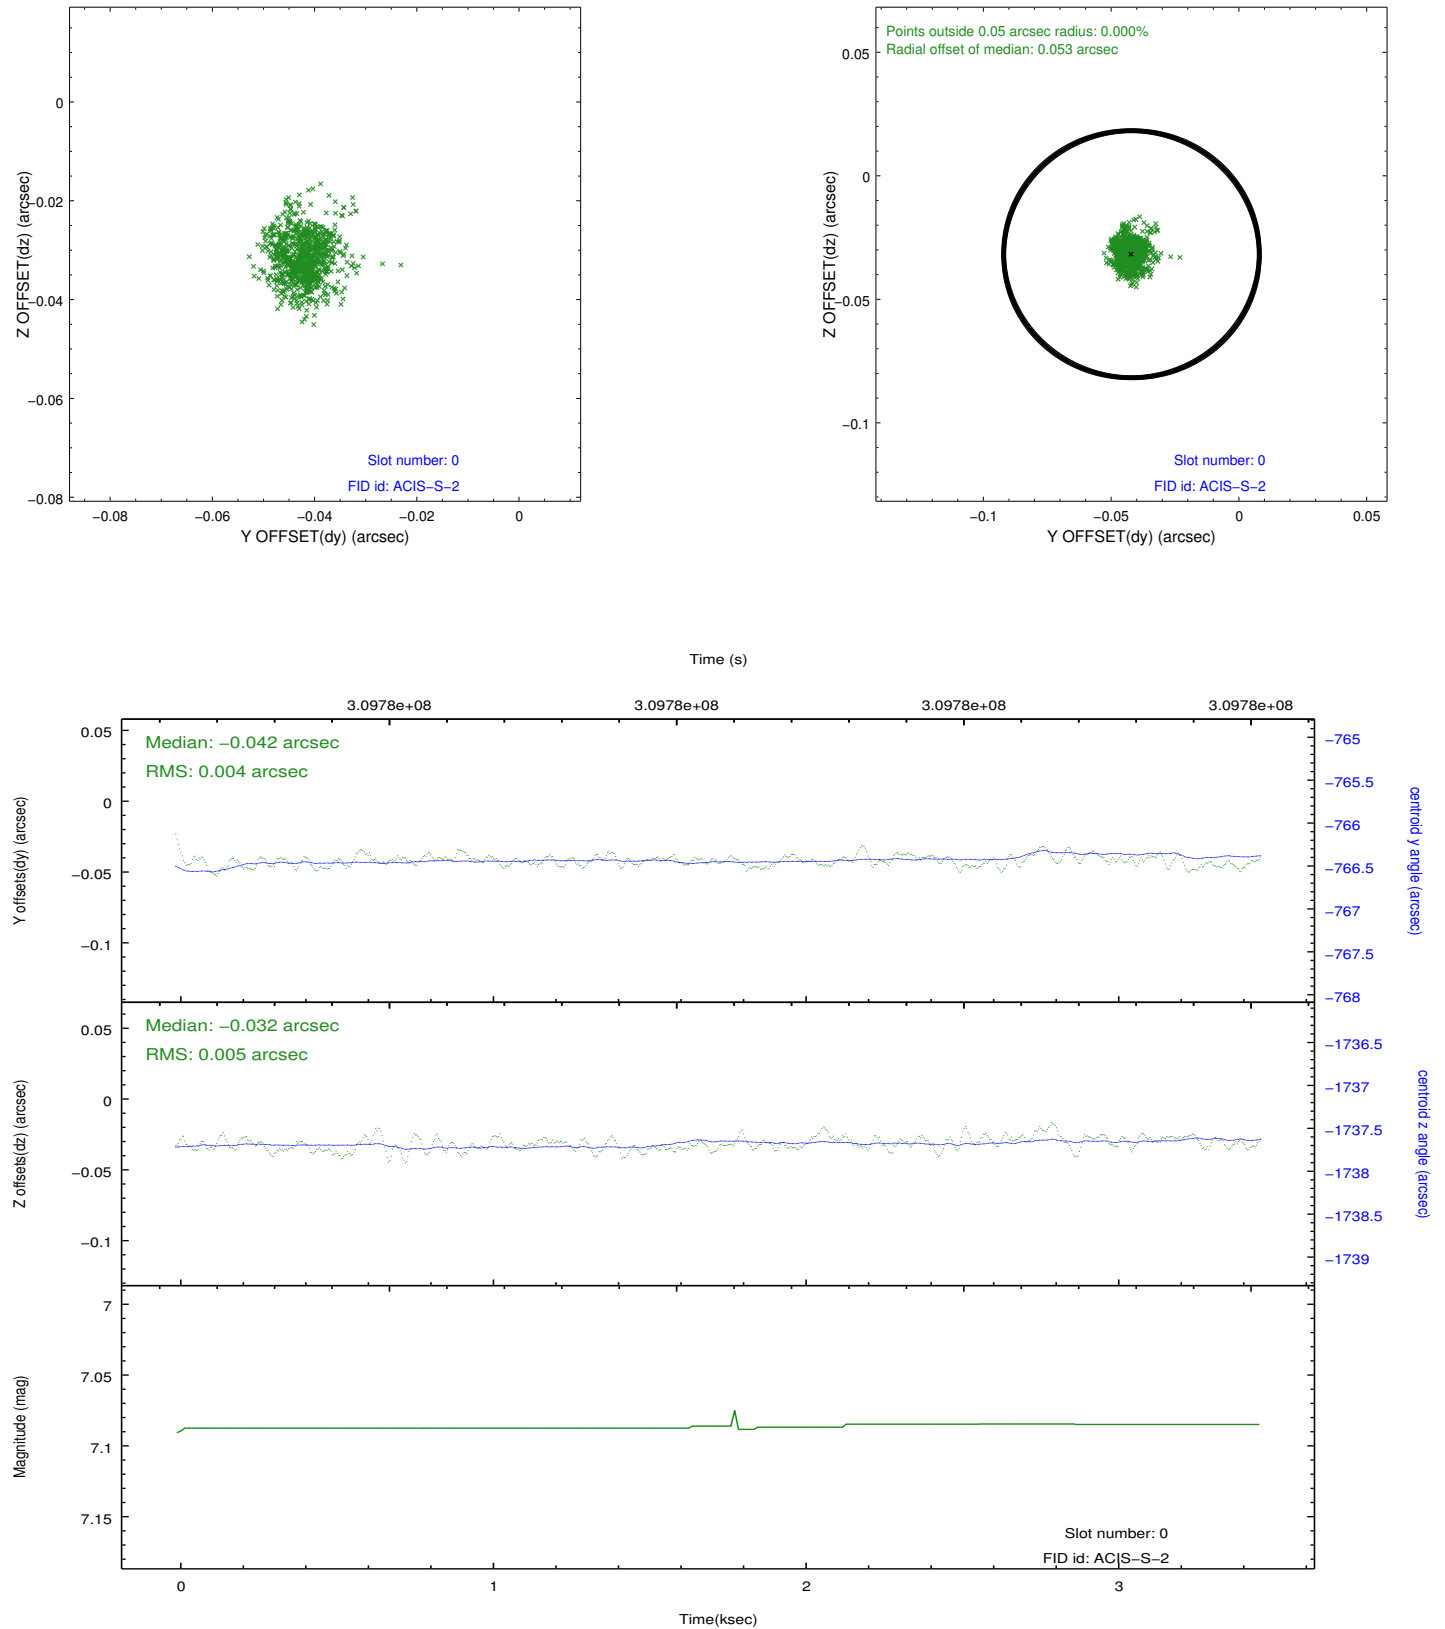 0
−0.02
−0.04
−0.06
−0.08
Z OFFSET(dz) (arcsec)
Slot number: 0
FID id: ACIS−S−2
−0.08 −0.06 −0.04 −0.02 0
Y OFFSET(dy) (arcsec)
Points outside 0.05 arcsec radius: 0.000%
Radial offset of median: 0.053 arcsec
0.05
0
−0.05
−0.1
Z OFFSET(dz) (arcsec)
Slot number: 0
FID id: ACIS−S−2
−0.1 −0.05 0 0.05
Y OFFSET(dy) (arcsec)
Time (s)
3.0978e+08 3.0978e+08 3.0978e+08 3.0978e+08
Median: −0.042 arcsec
RMS: 0.004 arcsec
0.05
0
−0.05
−0.1
Y offsets(dy) (arcsec)
−765
−765.5
−766
−766.5
−767
−767.5
−768
centroid y angle (arcsec)
Median: −0.032 arcsec
RMS: 0.005 arcsec
0.05
0
−0.05
−0.1
Z offsets(dz) (arcsec)
−1736.5
−1737
−1737.5
−1738
−1738.5
−1739
centroid z angle (arcsec)
7
7.05
7.1
7.15
Magnitude (mag)
Slot number: 0
FID id: ACIS−S−2
0 1 2 3
Time(ksec)